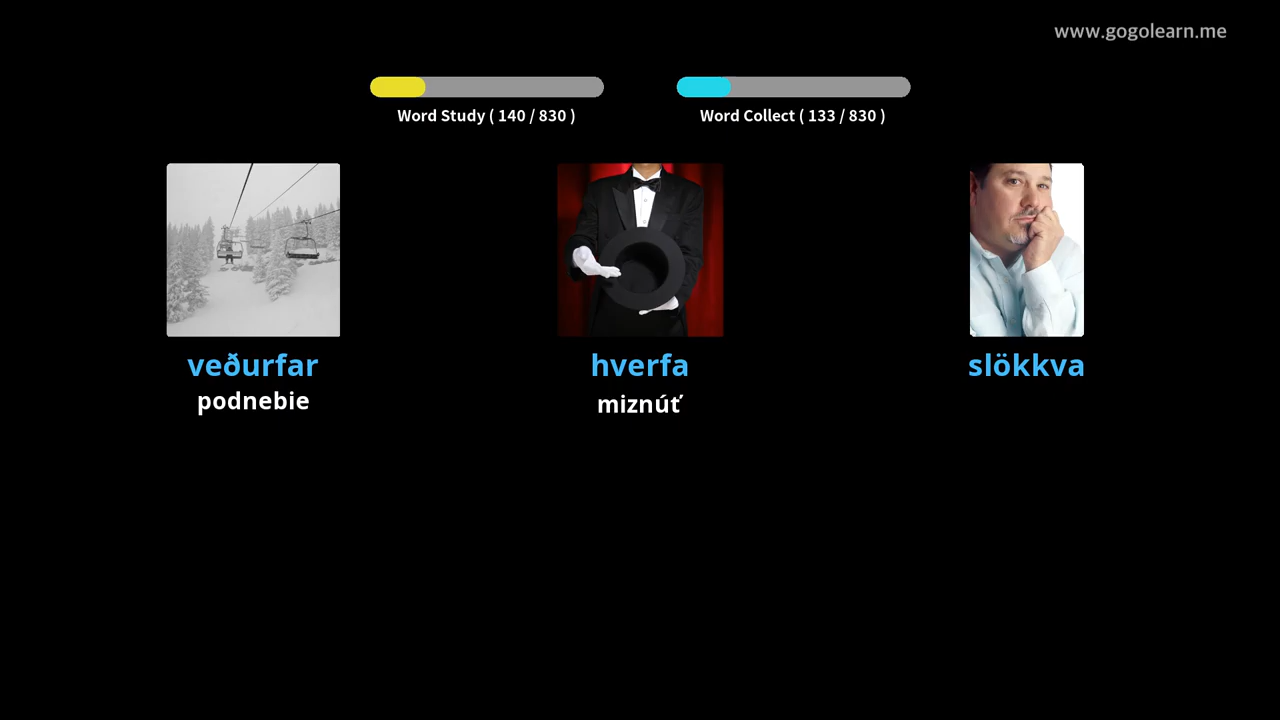 www.gogolearn.me
Word Study ( 140 / 830 )
Word Collect ( 133 / 830 )
veðurfar
podnebie
hverfa
miznúť
slökkva